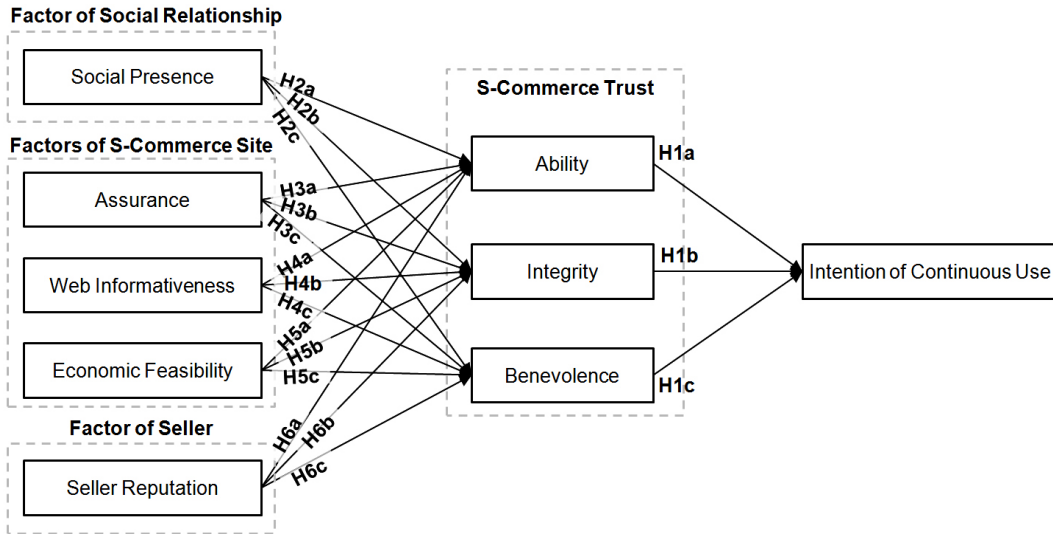 Factor of Social Relationship
Social Presence
Factors of S-Commerce Site
Assurance
Web Informativeness
Economic Feasibility
Factor of Seller
Seller Reputation
H2a
H2b
H2c
H3a
H3b
H3c
H4a
H4b
H4c
H5a
H5b
H5c
H6a
H6b
H6c
S-Commerce Trust
Ability
Integrity
Benevolence
H1a
H1b
H1c
Intention of Continuous Use